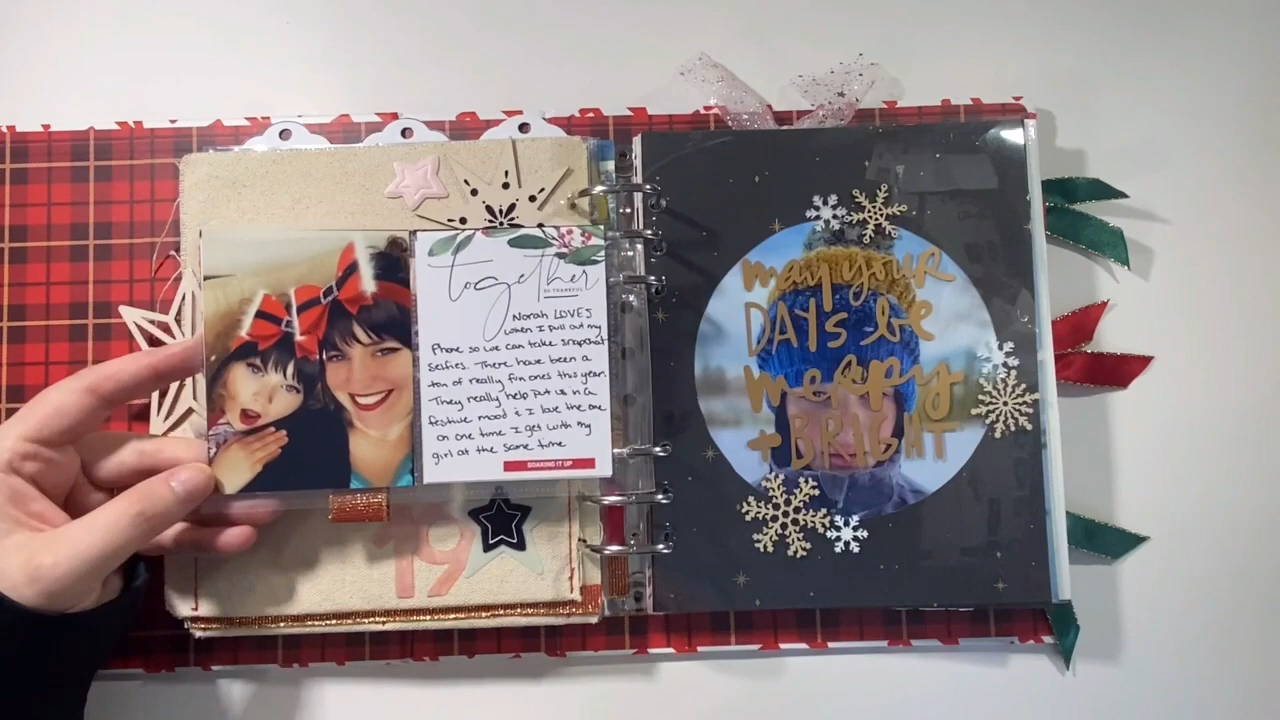 together
SO THANKFUL
Norah LOVES
when I pull out my
Phone so we can take snapchat
selfies. There have been a
ton of really fun ones this year.
They really help put us in a
festive mood & I love the one
on one time I get with my
girl at the same time
SOAKING IT UP
19
may your
DAYS be
merry
+ BRIGHT